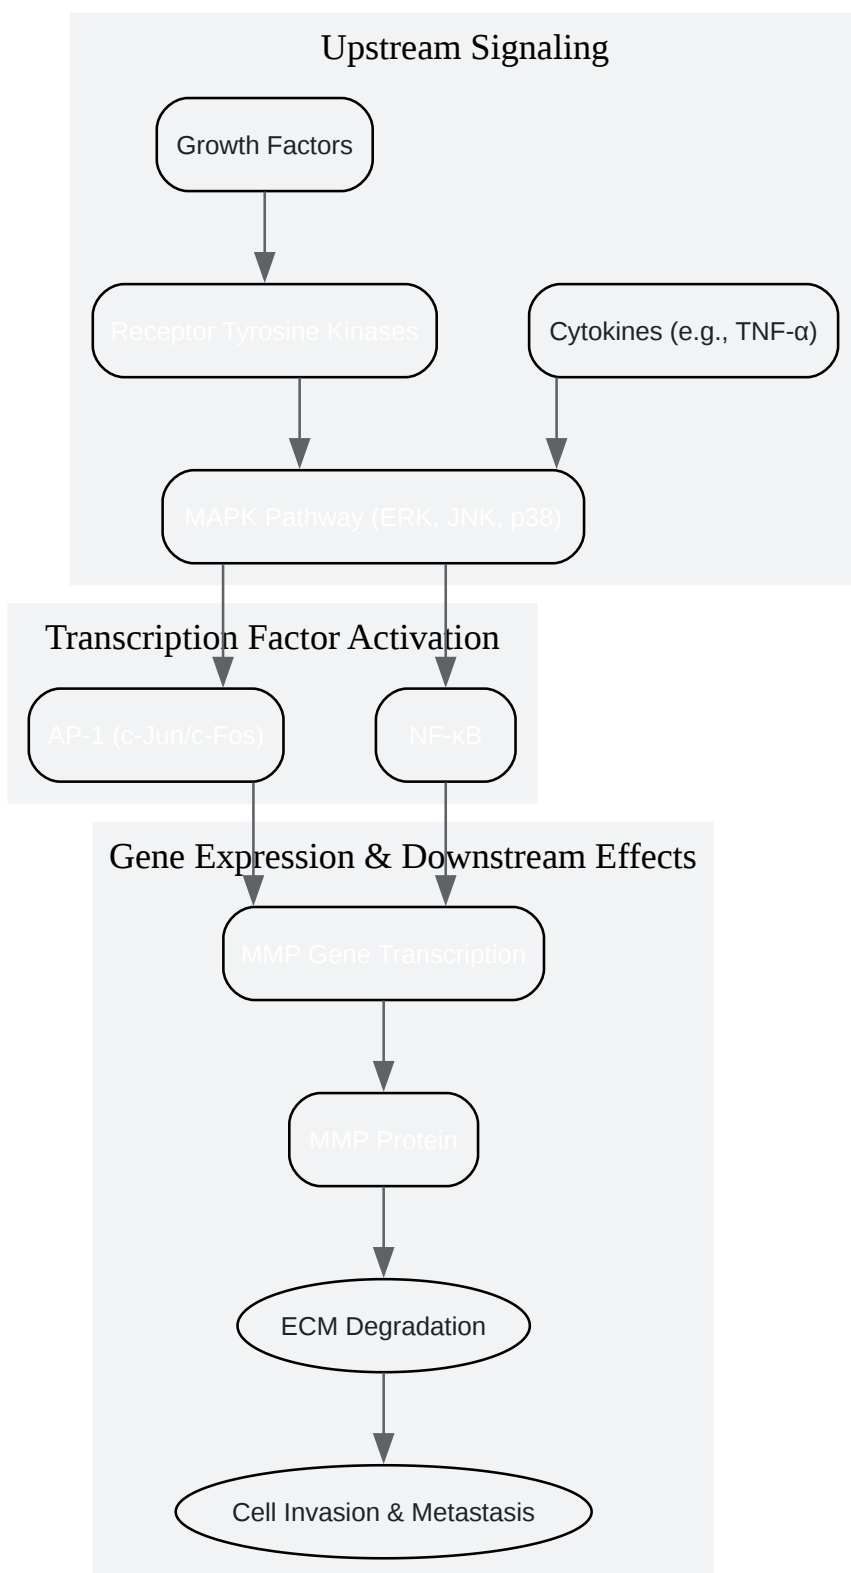 Upstream Signaling
Growth Factors
Receptor Tyrosine Kinases
Cytokines (e.g., TNF-α)
MAPK Pathway (ERK, JNK, p38)
Transcription Factor Activation
AP-1 (c-Jun/c-Fos)
NF-κB
Gene Expression & Downstream Effects
MMP Gene Transcription
MMP Protein
ECM Degradation
Cell Invasion & Metastasis